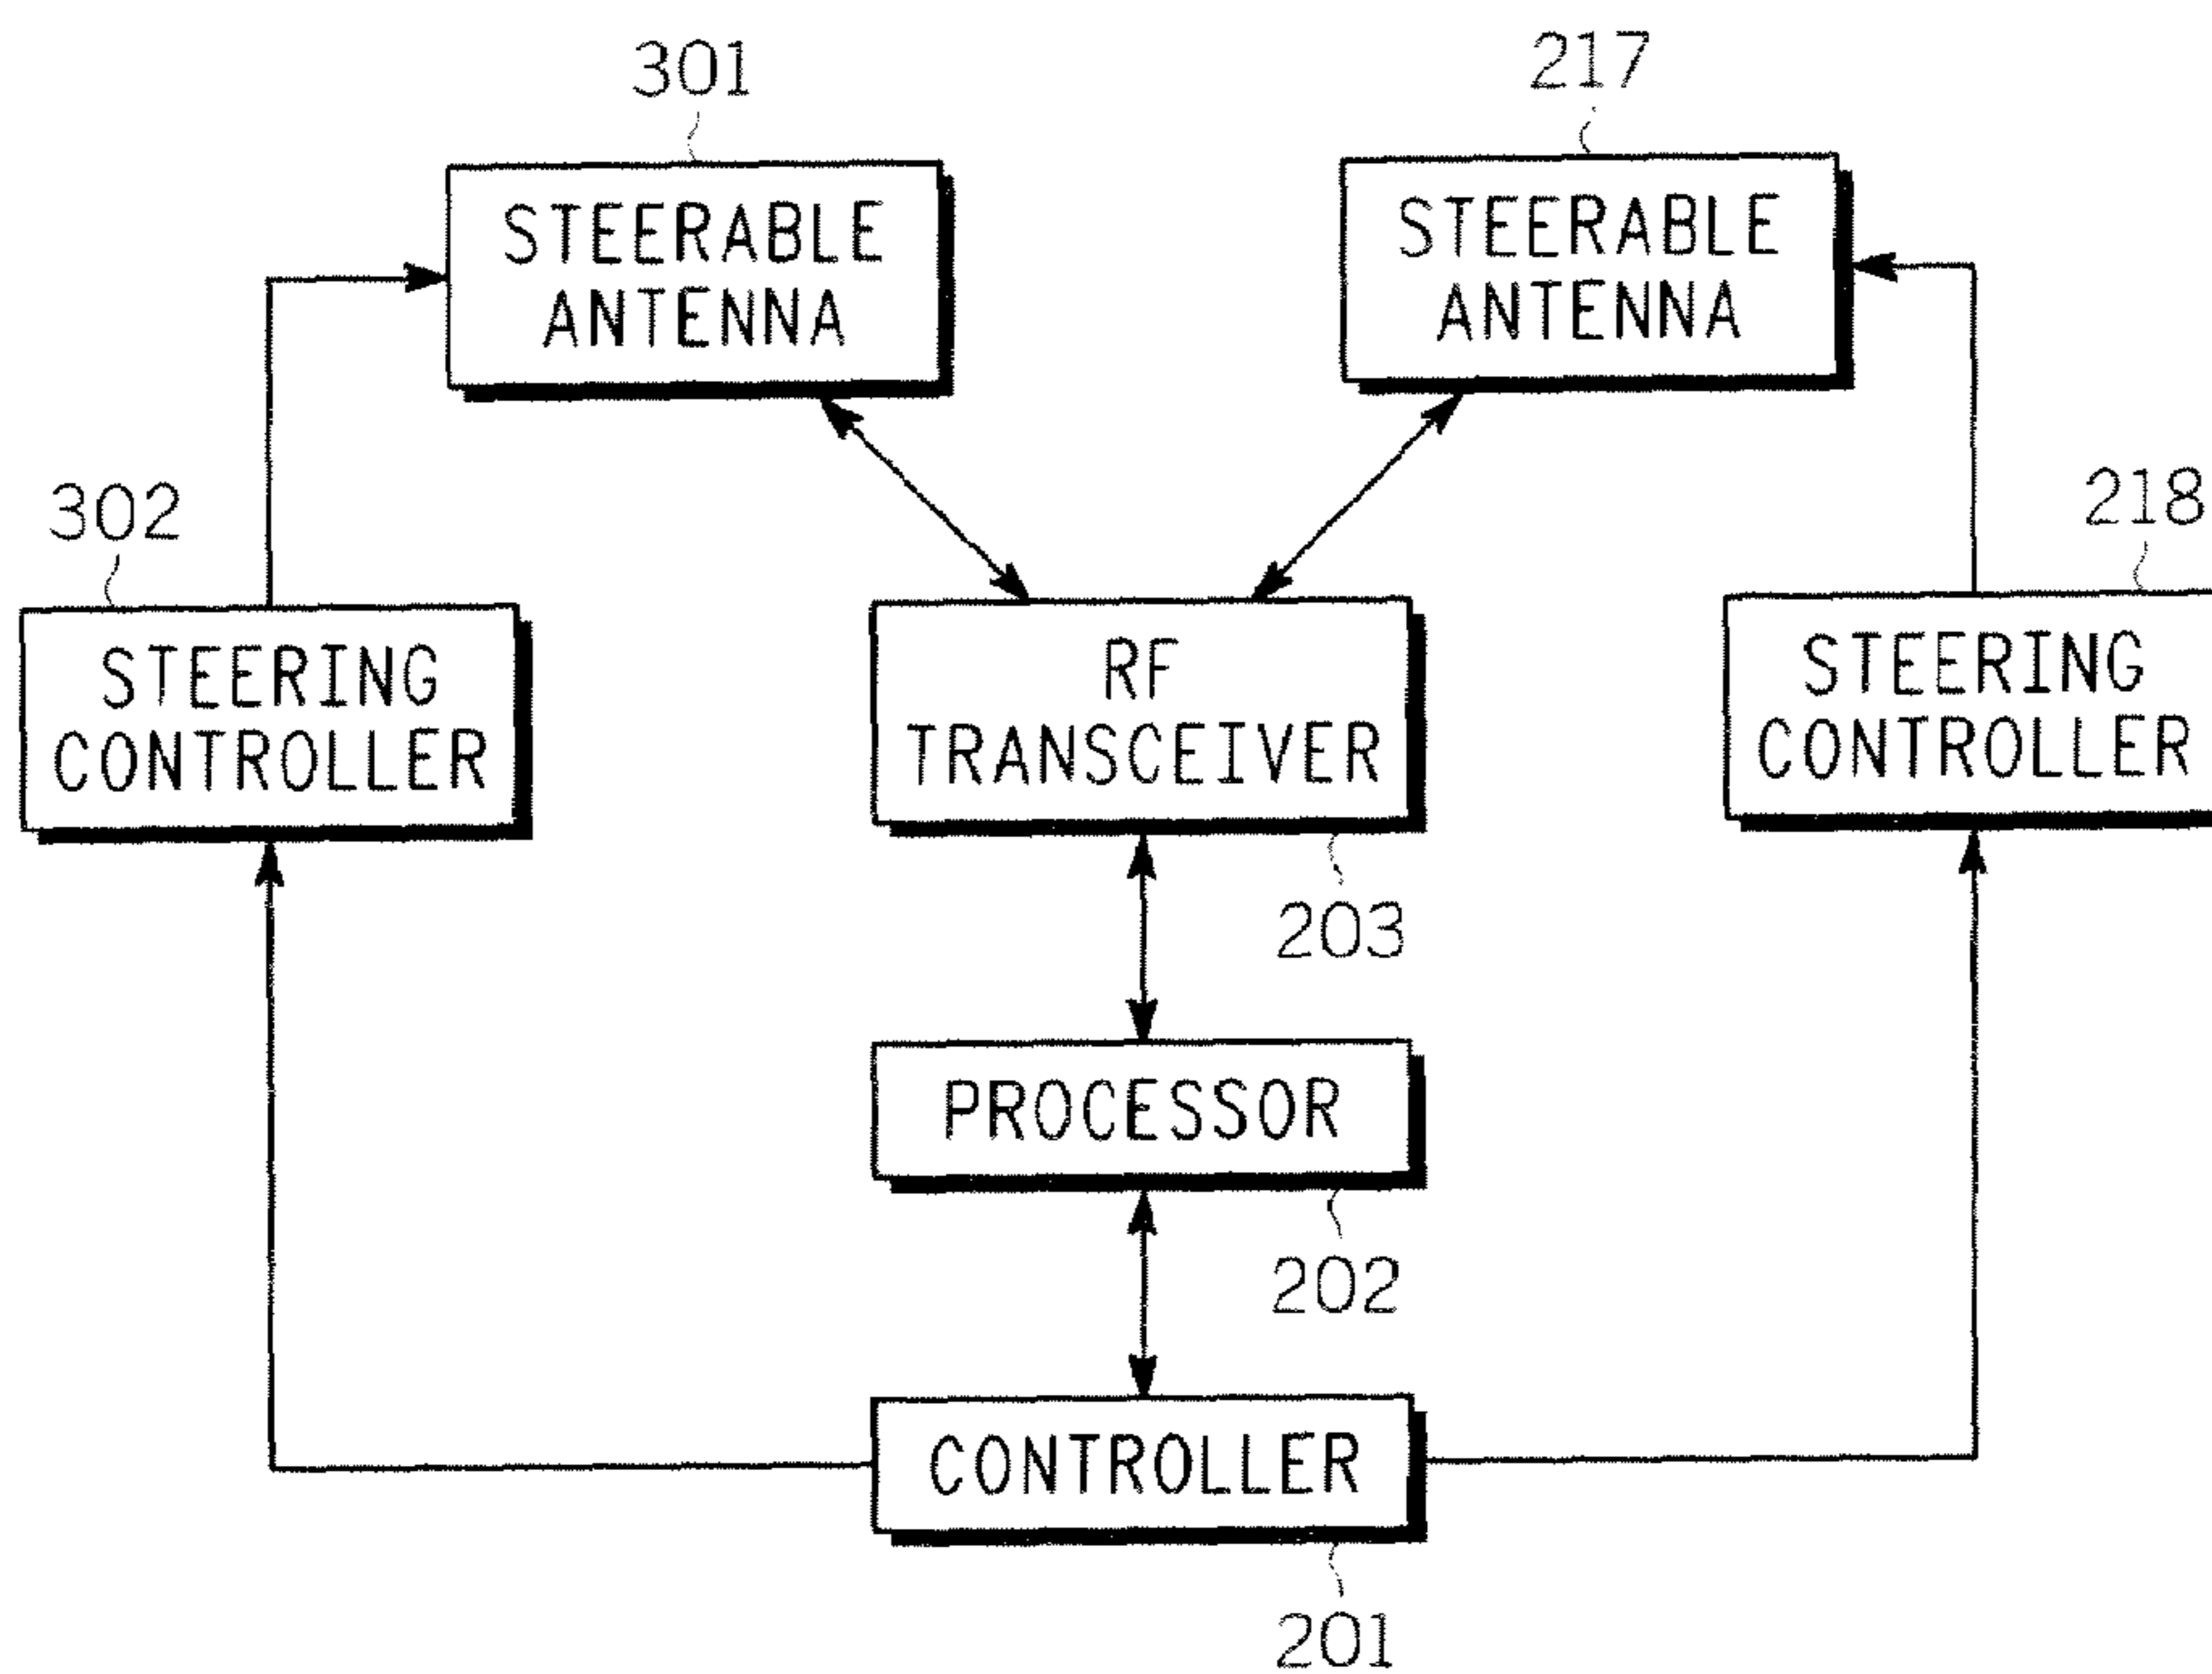 301
217
STEERABLE
ANTENNA
STEERABLE
ANTENNA
302
218
STEERING
CONTROLLER
RF
TRANSCEIVER
STEERING
CONTROLLER
203
PROCESSOR
202
CONTROLLER
201